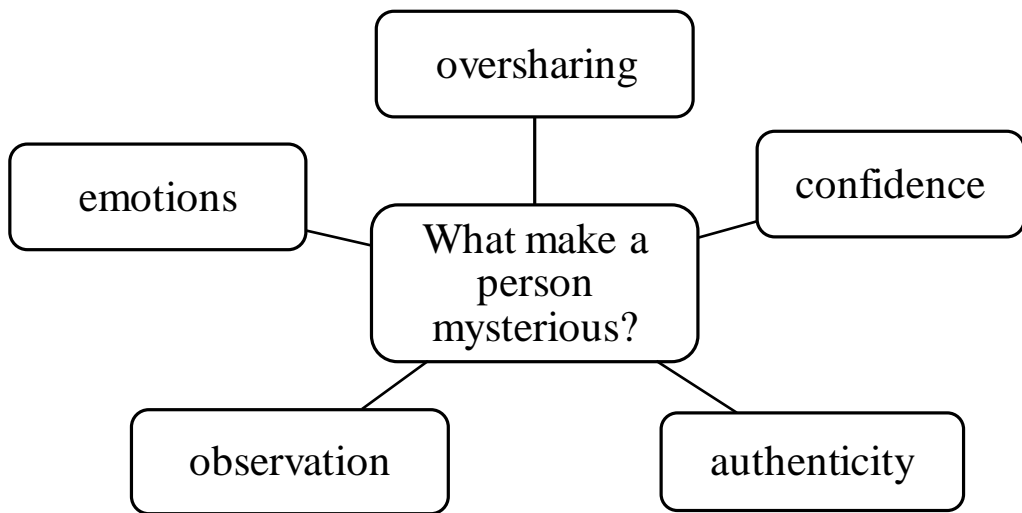 oversharing
emotions
confidence
What make a
person
mysterious?
observation
authenticity